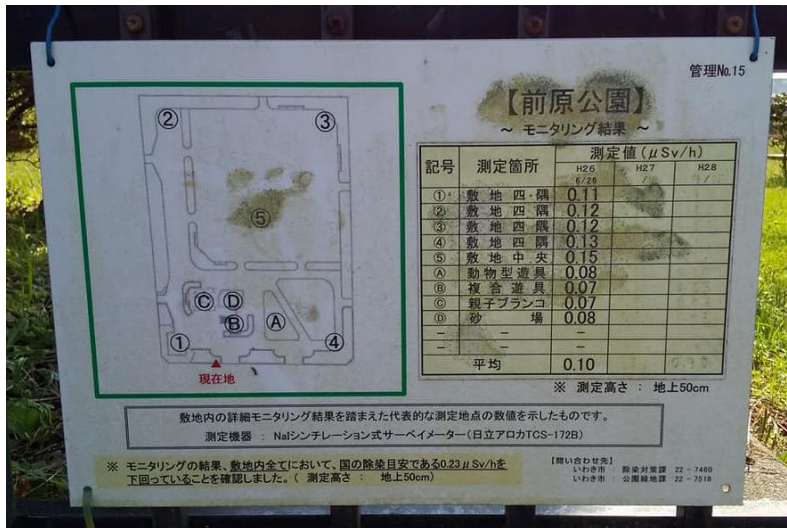 管理No.15
【前原公園】
～ モニタリング結果 ～
記号 測定箇所 測定値(μSv/h)
H26 H27 H28
6/26 / /
① 敷地四隅 0.11
② 敷地四隅 0.12
③ 敷地四隅 0.12
④ 敷地四隅 0.13
⑤ 敷地中央 0.15
Ⓐ 動物型遊具 0.08
Ⓑ 複合遊具 0.07
Ⓒ 親子ブランコ 0.07
Ⓓ 砂場 0.08
－ － －
－ － －
平均 0.10
※ 測定高さ : 地上50cm
② ③
⑤
Ⓒ Ⓓ
Ⓑ Ⓐ
① ④
▲
現在地
敷地内の詳細モニタリング結果を踏まえた代表的な測定地点の数値を示したものです。
測定機器 : NaIシンチレーション式サーベイメーター(日立アロカTCS-172B)
※ モニタリングの結果、敷地内全てにおいて、国の除染目安である0.23μSv/hを
下回っていることを確認しました。( 測定高さ : 地上50cm)
【問い合わせ先】
いわき市 : 除染対策課 22-7460
いわき市 : 公園緑地課 22-7518